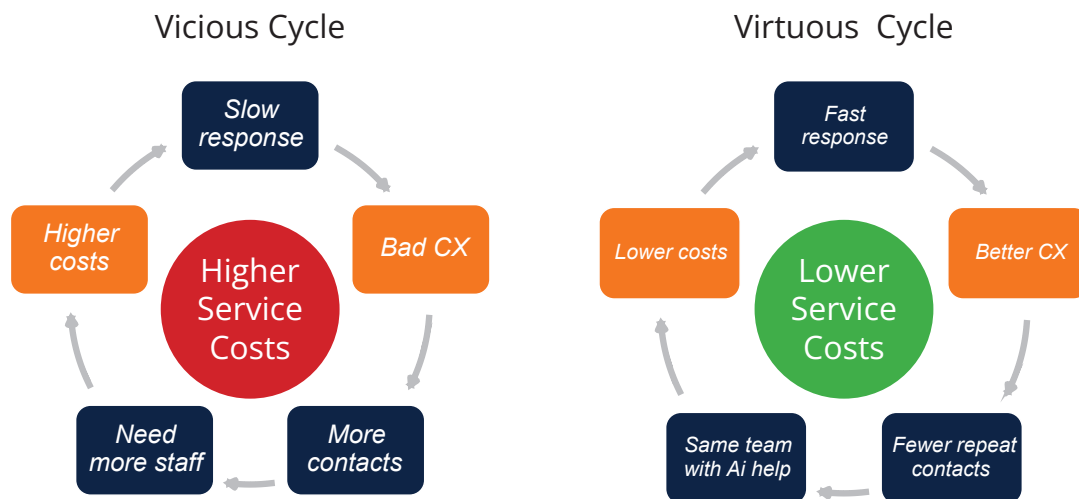 Vicious Cycle
Slow
response
Bad CX
More
contacts
Need
more staff
Higher
costs
Higher
Service
Costs
Virtuous Cycle
Fast
response
Better CX
Fewer repeat
contacts
Same team
with Ai help
Lower costs
Lower
Service
Costs